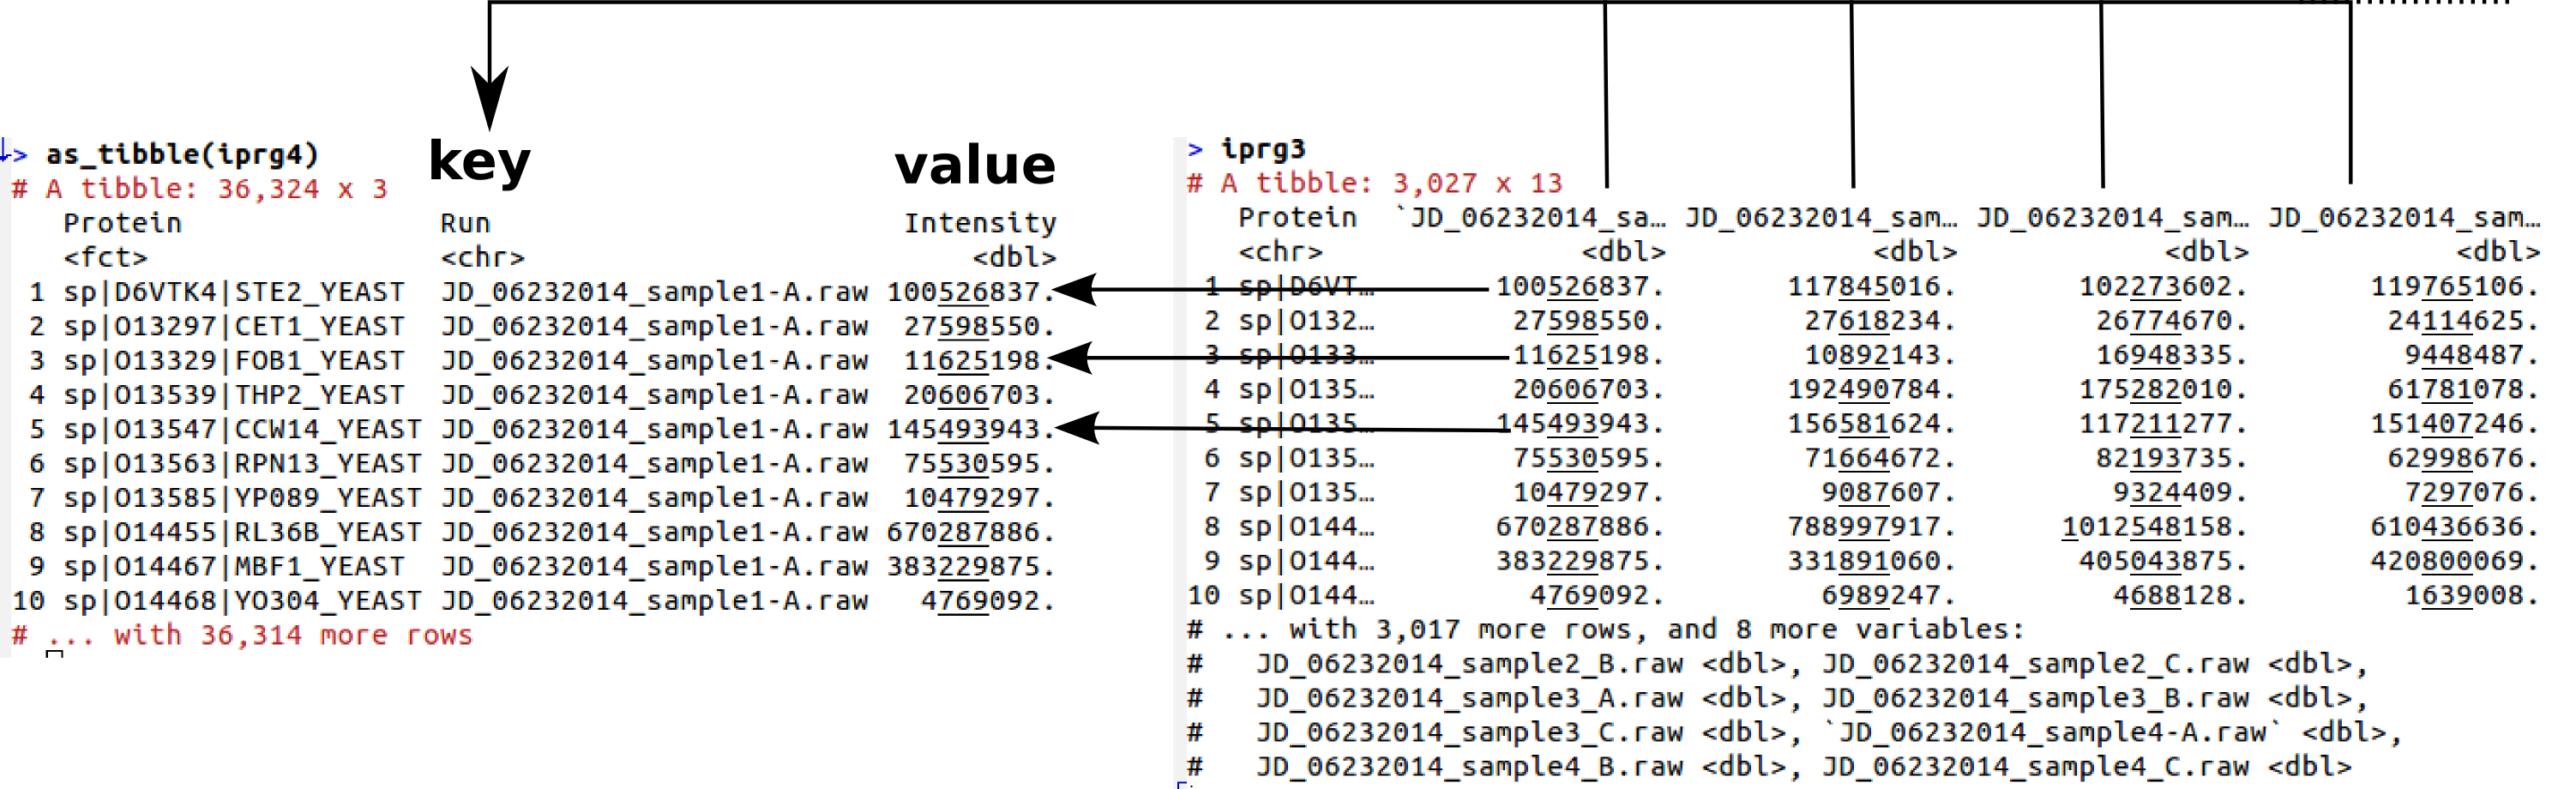 > as_tibble(iprg4)
key
value
# A tibble: 36,324 x 3
Protein Run Intensity
<fct> <chr> <dbl>
1 sp|D6VTK4|STE2_YEAST JD_06232014_sample1-A.raw 100526837.
2 sp|O13297|CET1_YEAST JD_06232014_sample1-A.raw 27598550.
3 sp|O13329|FOB1_YEAST JD_06232014_sample1-A.raw 11625198.
4 sp|O13539|THP2_YEAST JD_06232014_sample1-A.raw 20606703.
5 sp|O13547|CCW14_YEAST JD_06232014_sample1-A.raw 145493943.
6 sp|O13563|RPN13_YEAST JD_06232014_sample1-A.raw 75530595.
7 sp|O13585|YP089_YEAST JD_06232014_sample1-A.raw 10479297.
8 sp|O14455|RL36B_YEAST JD_06232014_sample1-A.raw 670287886.
9 sp|O14467|MBF1_YEAST JD_06232014_sample1-A.raw 383229875.
10 sp|O14468|YO304_YEAST JD_06232014_sample1-A.raw 4769092.
# ... with 36,314 more rows
> iprg3
# A tibble: 3,027 x 13
Protein `JD_06232014_sa… JD_06232014_sam… JD_06232014_sam… JD_06232014_sam…
<chr> <dbl> <dbl> <dbl> <dbl>
1 sp|D6VT… 100526837. 117845016. 102273602. 119765106.
2 sp|O132… 27598550. 27618234. 26774670. 24114625.
3 sp|O133… 11625198. 10892143. 16948335. 9448487.
4 sp|O135… 20606703. 192490784. 175282010. 61781078.
5 sp|O135… 145493943. 156581624. 117211277. 151407246.
6 sp|O135… 75530595. 71664672. 82193735. 62998676.
7 sp|O135… 10479297. 9087607. 9324409. 7297076.
8 sp|O144… 670287886. 788997917. 1012548158. 610436636.
9 sp|O144… 383229875. 331891060. 405043875. 420800069.
10 sp|O144… 4769092. 6989247. 4688128. 1639008.
# ... with 3,017 more rows, and 8 more variables:
# JD_06232014_sample2_B.raw <dbl>, JD_06232014_sample2_C.raw <dbl>,
# JD_06232014_sample3_A.raw <dbl>, JD_06232014_sample3_B.raw <dbl>,
# JD_06232014_sample3_C.raw <dbl>, `JD_06232014_sample4-A.raw` <dbl>,
# JD_06232014_sample4_B.raw <dbl>, JD_06232014_sample4_C.raw <dbl>